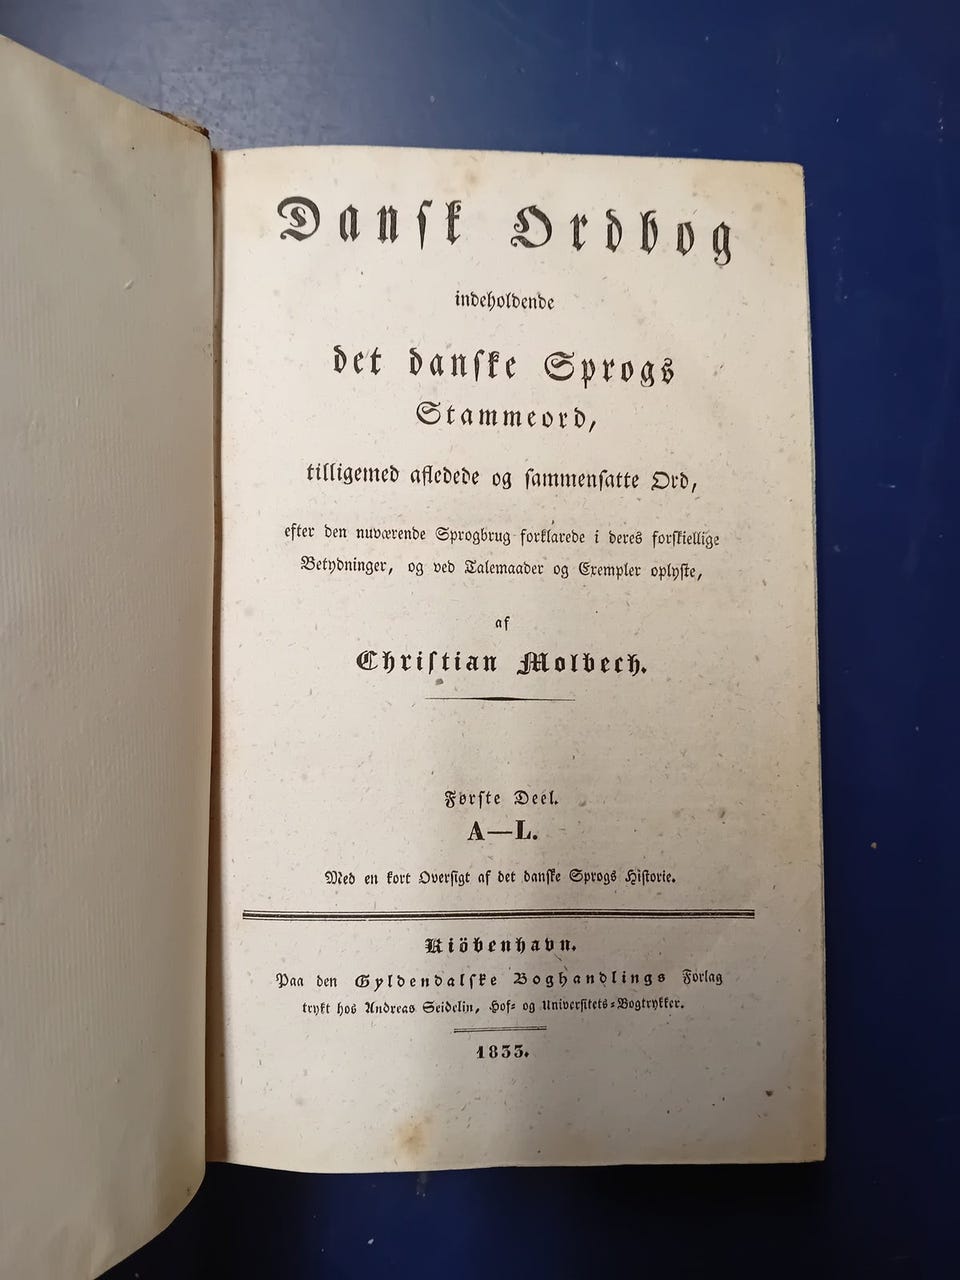 Dansk Ordbog
indeholdende
det danske Sprogs
Stammeord,
tilligemed afledede og sammensatte Ord,
efter den nuværende Sprogbrug forklarede i deres forskiellige
Betydninger, og ved Talemaader og Exempler oplyste,
af
Christian Molbech.
Første Deel.
A—L.
Med en kort Oversigt af det danske Sprogs Historie.
Kiöbenhavn.
Paa den Gyldendalske Boghandlings Forlag
trykt hos Andreas Seidelin, Hof- og Universitets-Bogtrykker.
1833.